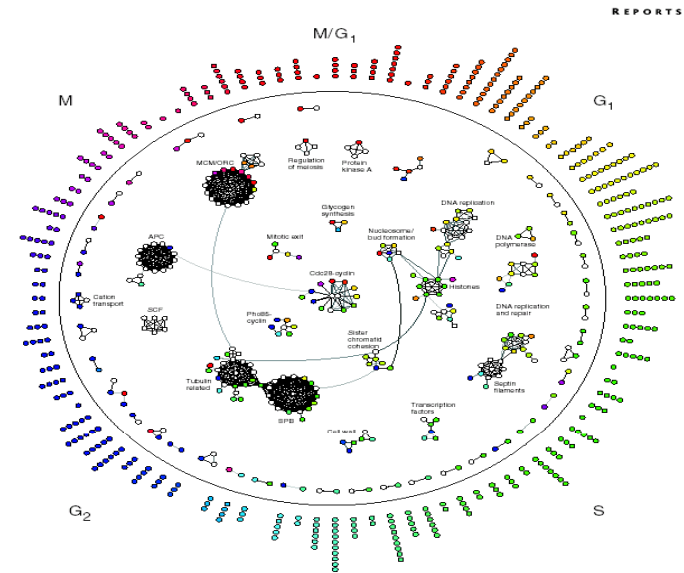 REPORTS
M/G1
M
G1
MCM/ORC
Regulation
of meiosis
Protein
kinase A
Glycogen
synthesis
DNA replication
Nucleosome/
bud formation
APC
Mitotic exit
DNA
polymerase
Cdc28-cyclin
Histones
Cation
transport
SCF
Pho85-
cyclin
DNA replication
and repair
Sister
chromatid
cohesion
Tubulin
related
SPB
Septin
filaments
Transcription
factors
Cell wall
G2
S